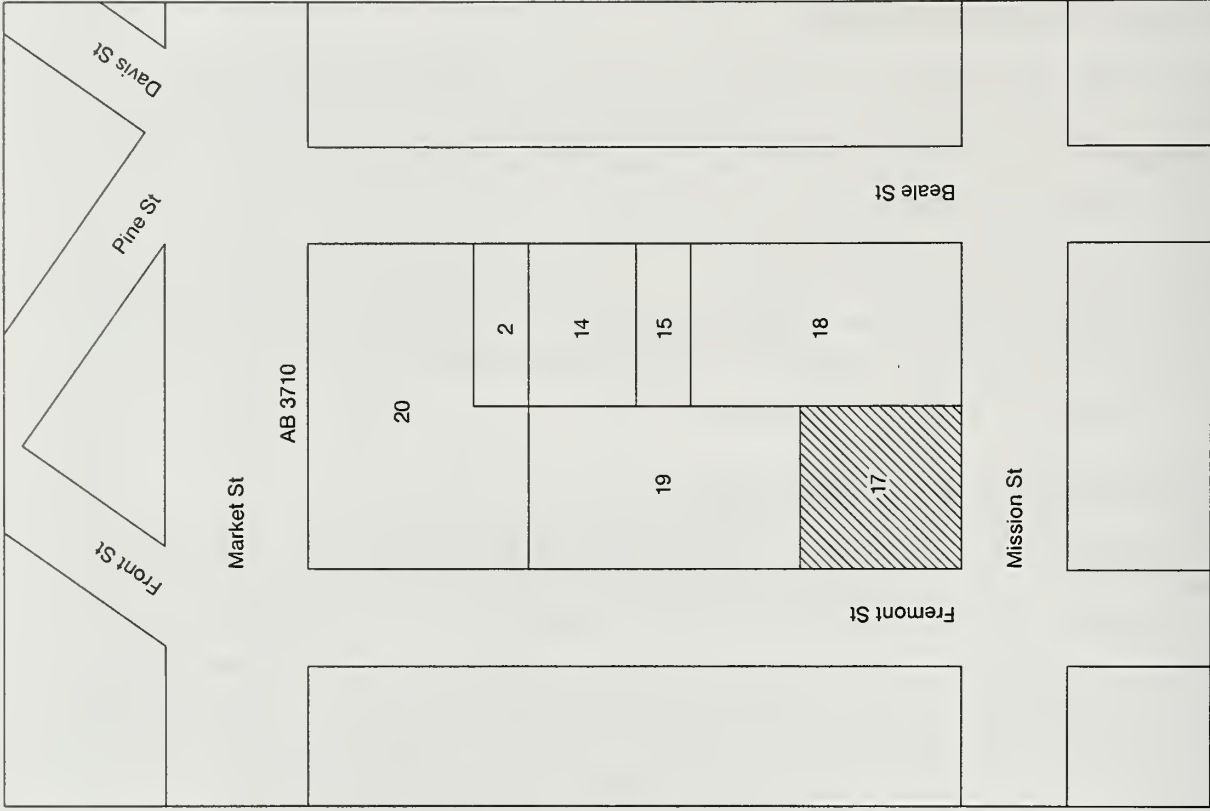 Davis St
Pine St
Front St
Market St
AB 3710
20
2
14
15
18
19
17
Beale St
Fremont St
Mission St